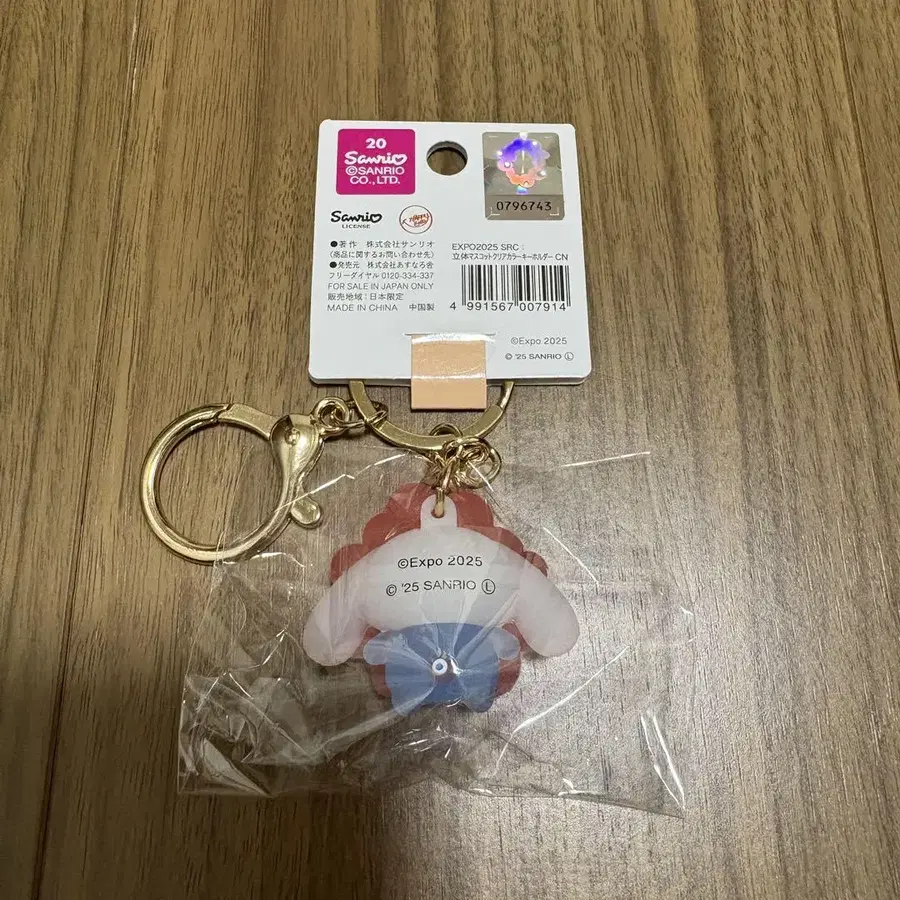 20
Sanrio
©SANRIO
CO., LTD.
Sanrio
LICENSE
0796743
●著作 株式会社サンリオ
(商品に関するお問い合わせ先)
●発売元 株式会社あすなろ舎
フリーダイヤル 0120-334-337
FOR SALE IN JAPAN ONLY
販売地域:日本限定
MADE IN CHINA 中国製
EXPO2025 SRC:
立体マスコットクリアカラーキーホルダー CN
4 991567 007914
©Expo 2025
© '25 SANRIO Ⓛ
©Expo 2025
© '25 SANRIO Ⓛ